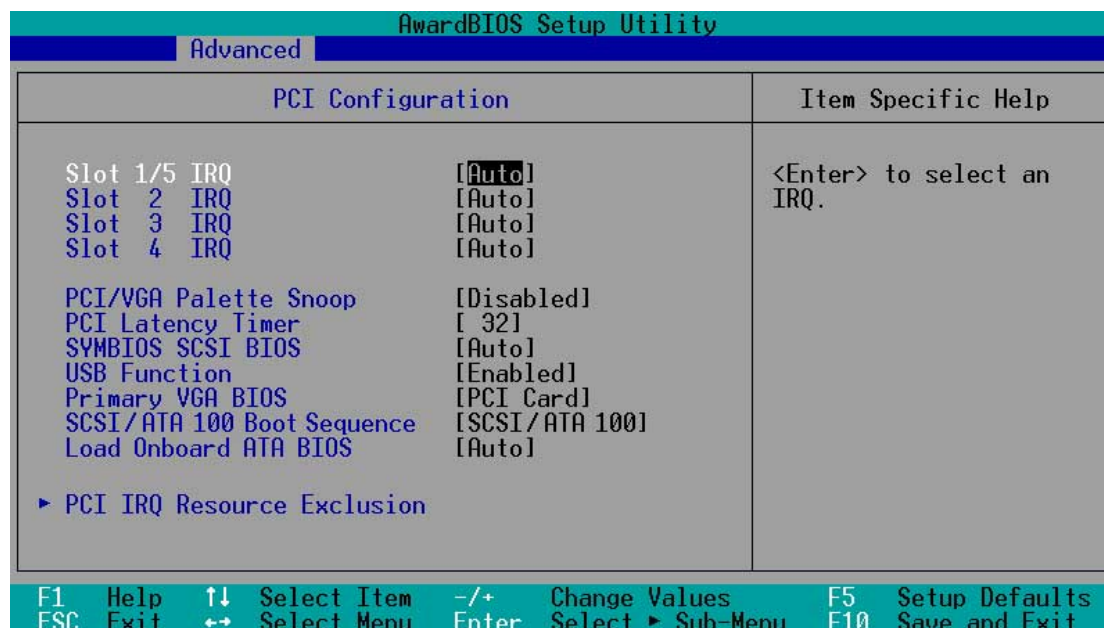 AwardBIOS Setup Utility
Advanced
PCI Configuration
Item Specific Help
Slot 1/5 IRQ [Auto]
Slot 2 IRQ [Auto]
Slot 3 IRQ [Auto]
Slot 4 IRQ [Auto]
PCI/VGA Palette Snoop [Disabled]
PCI Latency Timer [ 32]
SYMBIOS SCSI BIOS [Auto]
USB Function [Enabled]
Primary VGA BIOS [PCI Card]
SCSI/ATA 100 Boot Sequence [SCSI/ATA 100]
Load Onboard ATA BIOS [Auto]
► PCI IRQ Resource Exclusion
<Enter> to select an
IRQ.
F1 Help ↑↓ Select Item -/+ Change Values F5 Setup Defaults
ESC Exit ←→ Select Menu Enter Select ► Sub-Menu F10 Save and Exit